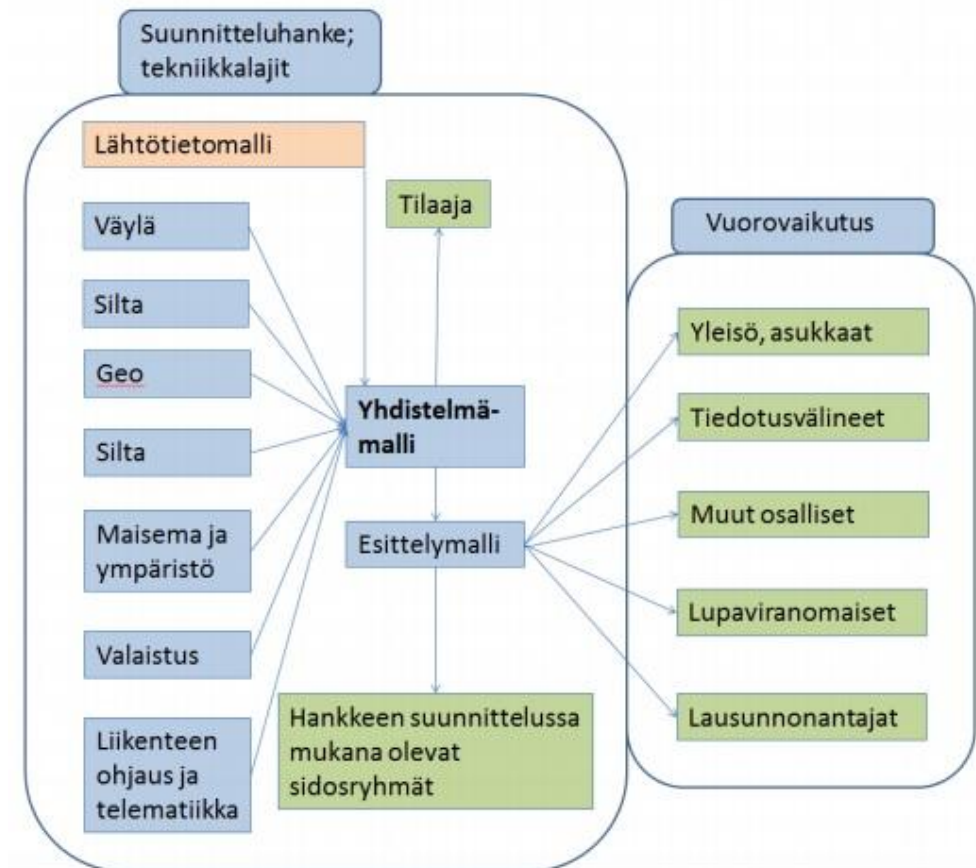 Suunnitteluhanke;
tekniikkalajit
Lähtötietomalli
Väylä
Silta
Geo
Silta
Maisema ja
ympäristö
Valaistus
Liikenteen
ohjaus ja
telematiikka
Tilaaja
Yhdistelmä-
malli
Esittelymalli
Hankkeen suunnittelussa
mukana olevat
sidosryhmät
Vuorovaikutus
Yleisö, asukkaat
Tiedotusvälineet
Muut osalliset
Lupaviranomaiset
Lausunnonantajat